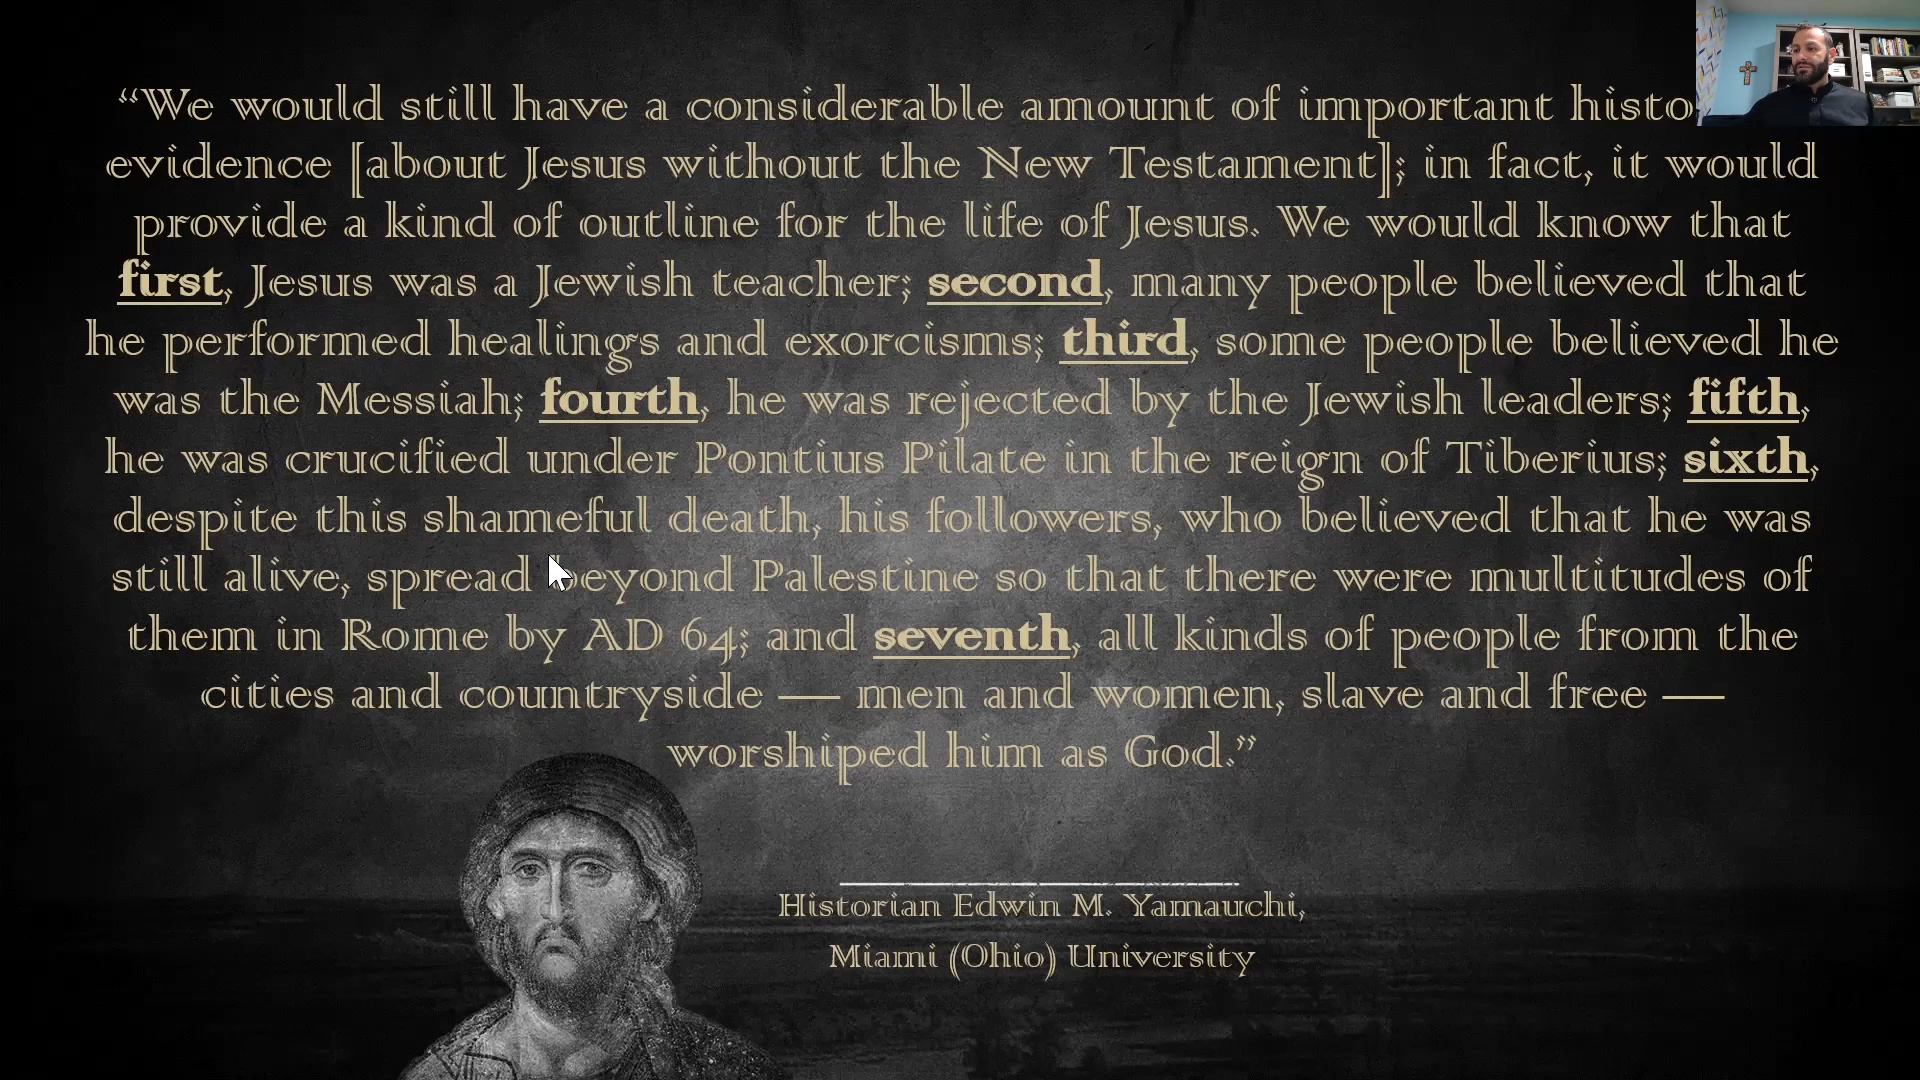 “We would still have a considerable amount of important histo
evidence [about Jesus without the New Testament]; in fact, it would
provide a kind of outline for the life of Jesus. We would know that
first, Jesus was a Jewish teacher; second, many people believed that
he performed healings and exorcisms; third, some people believed he
was the Messiah; fourth, he was rejected by the Jewish leaders; fifth,
he was crucified under Pontius Pilate in the reign of Tiberius; sixth,
despite this shameful death, his followers, who believed that he was
still alive, spread beyond Palestine so that there were multitudes of
them in Rome by AD 64; and seventh, all kinds of people from the
cities and countryside — men and women, slave and free —
worshiped him as God.”
Historian Edwin M. Yamauchi,
Miami (Ohio) University